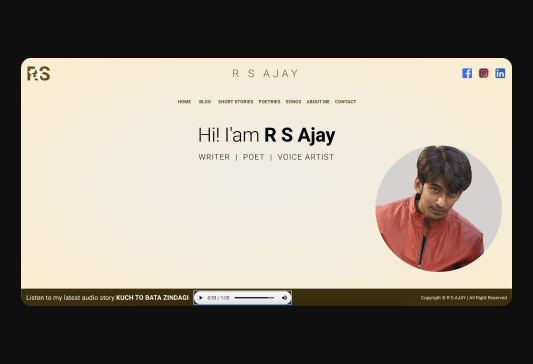 RS
R S AJAY
HOME BLOG SHORT STORIES POETRIES SONGS ABOUT ME CONTACT
Hi! I'am R S Ajay
WRITER | POET | VOICE ARTIST
Listen to my latest audio story KUCH TO BATA ZINDAGI
0:53 / 1:00
Copyright © R S AJAY | All Right Reserved